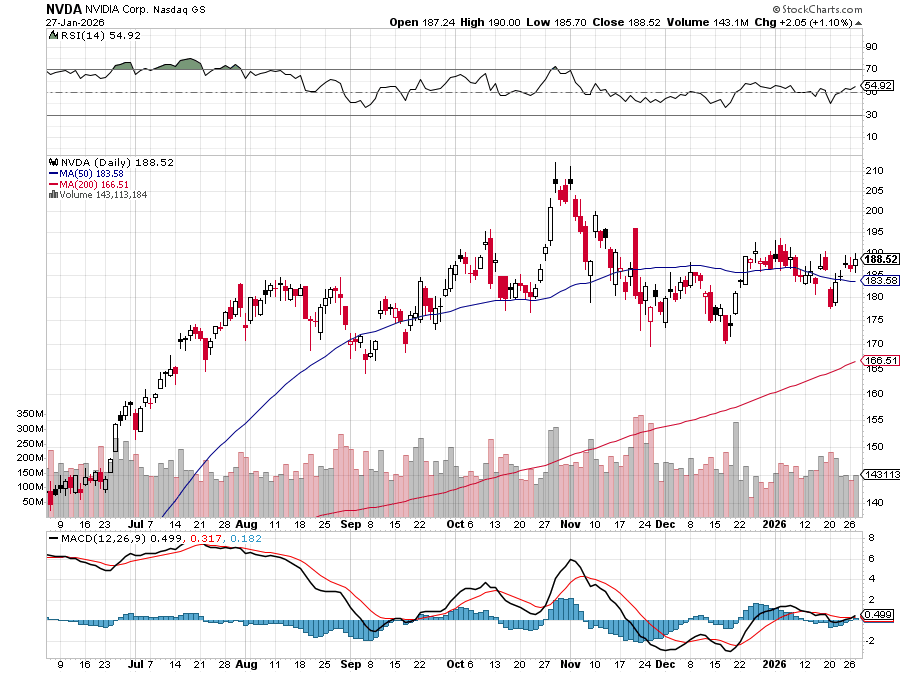 NVDA NVIDIA Corp. Nasdaq GS
© StockCharts.com
27-Jan-2026
Open 187.24 High 190.00 Low 185.70 Close 188.52 Volume 143.1M Chg +2.05 (+1.10%)
RSI(14) 54.92
90
70
54.92
50
30
10
NVDA (Daily) 188.52
MA(50) 183.58
MA(200) 166.51
Volume 143,113,184
210
205
200
195
190
188.52
185
183.58
180
175
170
166.51
165
160
155
150
143113
140
350M
300M
250M
200M
150M
100M
50M
9 16 23 Jul 7 14 21 28 Aug 11 18 25 Sep 8 15 22 Oct 6 13 20 27 Nov 10 17 24 Dec 8 15 22 2026 12 20 26
MACD(12,26,9) 0.499, 0.317, 0.182
8
6
4
2
0.499
-2
9 16 23 Jul 7 14 21 28 Aug 11 18 25 Sep 8 15 22 Oct 6 13 20 27 Nov 10 17 24 Dec 8 15 22 2026 12 20 26